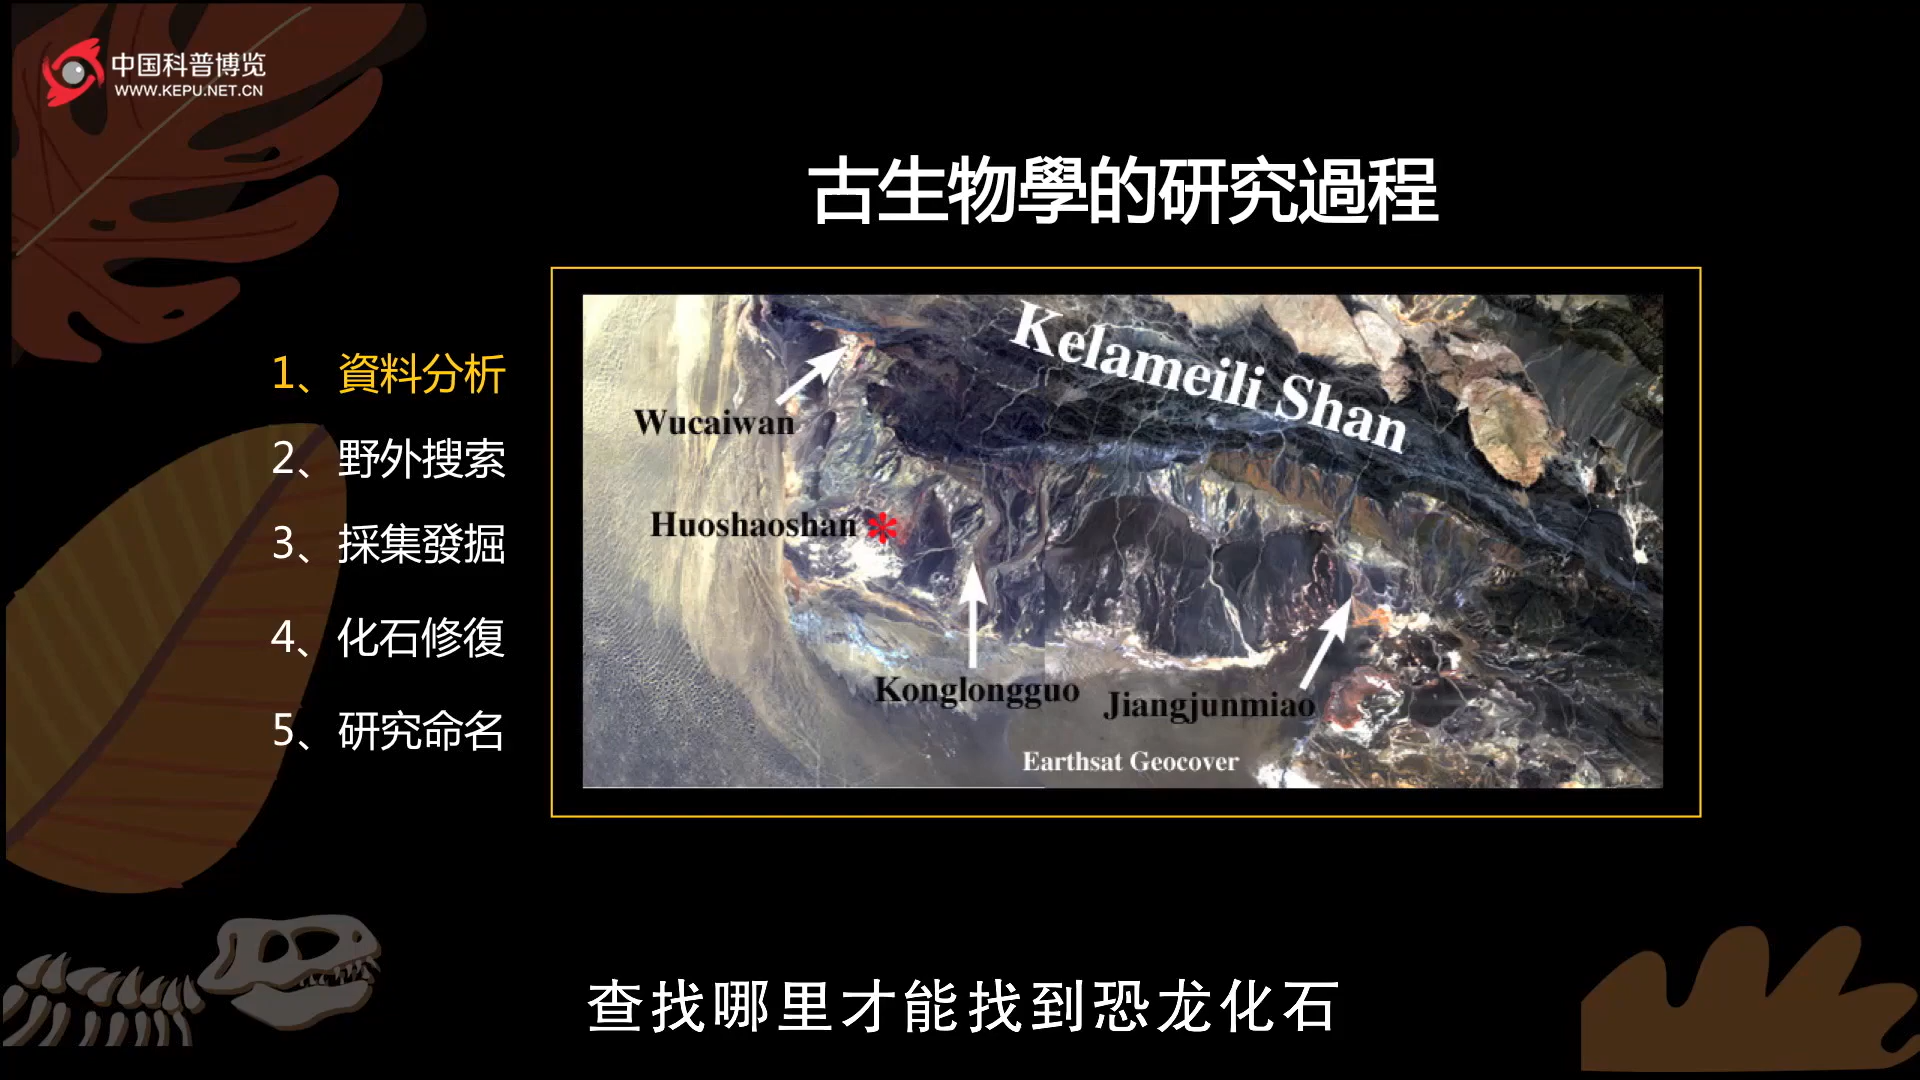 中国科普博览
WWW.KEPU.NET.CN
古生物學的研究過程
1、資料分析
2、野外搜索
3、採集發掘
4、化石修復
5、研究命名
Kelameili Shan
Wucaiwan
Huoshaoshan *
Konglongguo
Jiangjunmiao
Earthsat Geocover
查找哪里才能找到恐龙化石